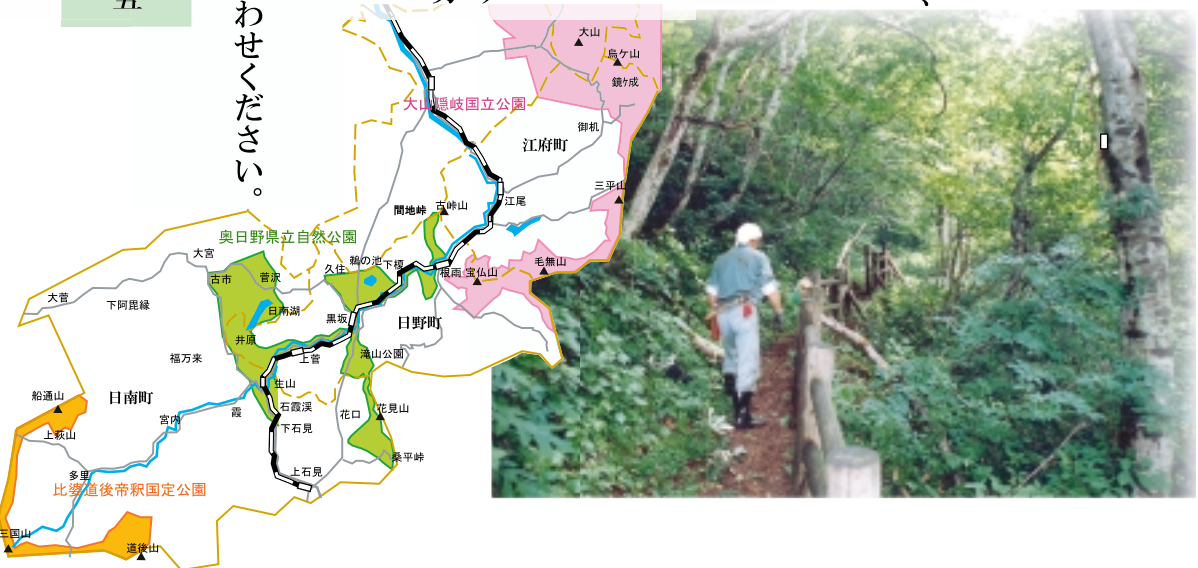 わせください。
大山
烏ケ山
鏡ケ成
大山隠岐国立公園
御机
江府町
三平山
間地峠
古峠山
江尾
奥日野県立自然公園
大宮
鵜の池
下榎
久住
根雨
宝仏山
毛無山
古市
菅沢
大菅
下阿毘縁
日南湖
黒坂
日野町
井原
上菅
滝山公園
福万来
生山
船通山
日南町
石霞渓
花口
花見山
霞
宮内
下石見
上萩山
桑平峠
多里
上石見
比婆道後帝釈国定公園
三国山
道後山